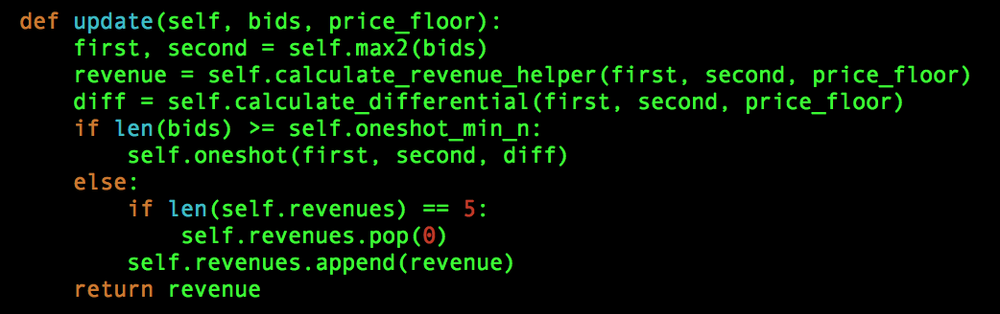 def update(self, bids, price_floor):
    first, second = self.max2(bids)
    revenue = self.calculate_revenue_helper(first, second, price_floor)
    diff = self.calculate_differential(first, second, price_floor)
    if len(bids) >= self.oneshot_min_n:
        self.oneshot(first, second, diff)
    else:
        if len(self.revenues) == 5:
            self.revenues.pop(0)
        self.revenues.append(revenue)
    return revenue